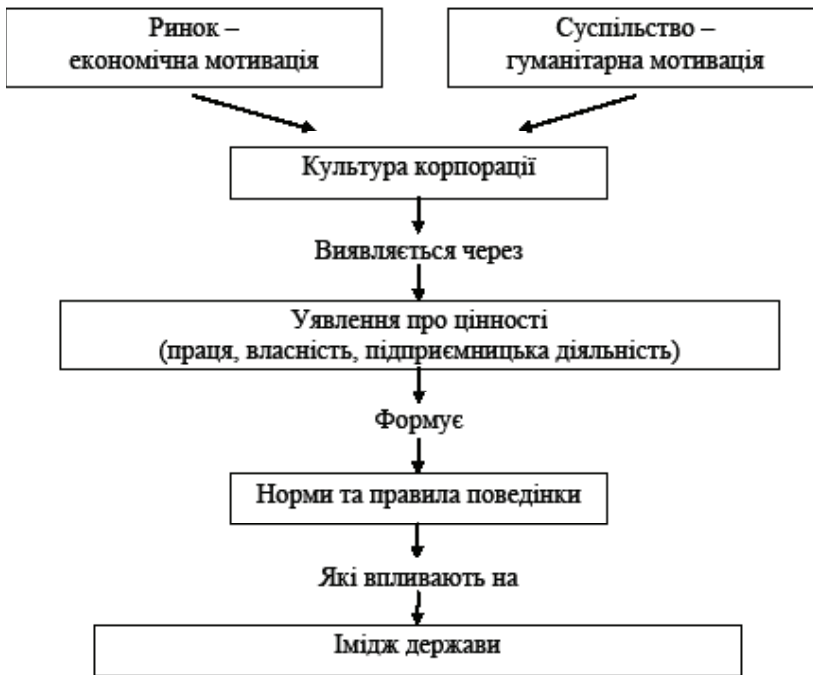 Ринок –
економічна мотивація
Суспільство –
гуманітарна мотивація
Культура корпорації
Виявляється через
Уявлення про цінності
(праця, власність, підприємницька діяльність)
Формує
Норми та правила поведінки
Які впливають на
Імідж держави